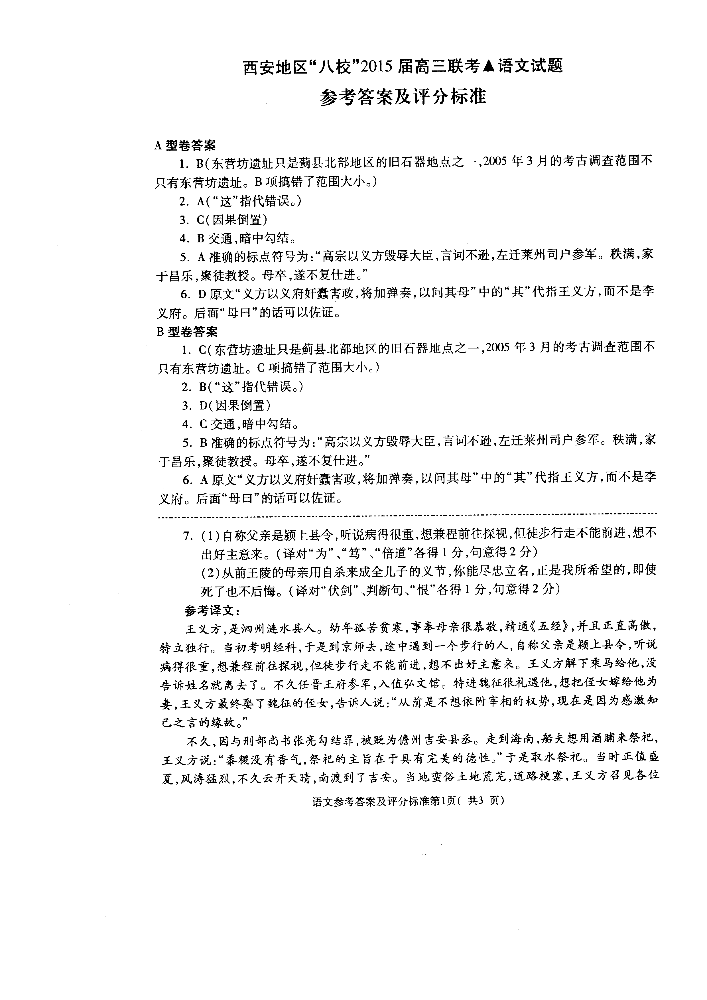 西安地区“八校”2015 届高三联考▲语文试题
参考答案及评分标准
A 型卷答案
1. B(东营坊遗址只是蓟县北部地区的旧石器地点之一,2005 年 3 月的考古调查范围不
只有东营坊遗址。B 项搞错了范围大小。)
2. A(“这”指代错误。)
3. C(因果倒置)
4. B 交通,暗中勾结。
5. A 准确的标点符号为:“高宗以义方毁辱大臣,言词不逊,左迁莱州司户参军。秩满,家
于昌乐,聚徒教授。母卒,遂不复仕进。”
6. D 原文“义方以义府奸蠹害政,将加弹奏,以问其母”中的“其”代指王义方,而不是李
义府。后面“母曰”的话可以佐证。
B 型卷答案
1. C(东营坊遗址只是蓟县北部地区的旧石器地点之一,2005 年 3 月的考古调查范围不
只有东营坊遗址。C 项搞错了范围大小。)
2. B(“这”指代错误。)
3. D(因果倒置)
4. C 交通,暗中勾结。
5. B 准确的标点符号为:“高宗以义方毁辱大臣,言词不逊,左迁莱州司户参军。秩满,家
于昌乐,聚徒教授。母卒,遂不复仕进。”
6. A 原文“义方以义府奸蠹害政,将加弹奏,以问其母”中的“其”代指王义方,而不是李
义府。后面“母曰”的话可以佐证。
7. (1)自称父亲是颍上县令,听说病得很重,想兼程前往探视,但徒步行走不能前进,想不
出好主意来。(译对“为”、“笃”、“倍道”各得 1 分,句意得 2 分)
(2)从前王陵的母亲用自杀来成全儿子的义节,你能尽忠立名,正是我所希望的,即使
死了也不后悔。(译对“伏剑”、判断句、“恨”各得 1 分,句意得 2 分)
参考译文:
王义方,是泗州涟水县人。幼年孤苦贫寒,事奉母亲很恭敬,精通《五经》,并且正直高傲,
特立独行。当初考明经科,于是到京师去,途中遇到一个步行的人,自称父亲是颍上县令,听说
病得很重,想兼程前往探视,但徒步行走不能前进,想不出好主意来。王义方解下乘马给他,没
告诉姓名就离去了。不久任晋王府参军,入值弘文馆。特进魏征很礼遇他,想把侄女嫁给他为
妻,王义方最终娶了魏征的侄女,告诉人说:“从前是不想依附宰相的权势,现在是因为感激知
己之言的缘故。”
不久,因与刑部尚书张亮勾结罪,被贬为儋州吉安县丞。走到海南,船夫想用酒脯来祭祀,
王义方说:“黍稷没有香气,祭祀的主旨在于具有完美的德性。”于是取水祭祀。当时正值盛
夏,风涛猛烈,不久云开天晴,南渡到了吉安。当地蛮俗土地荒芜,道路梗塞,王义方召见各位
语文参考答案及评分标准第1页( 共3 页)